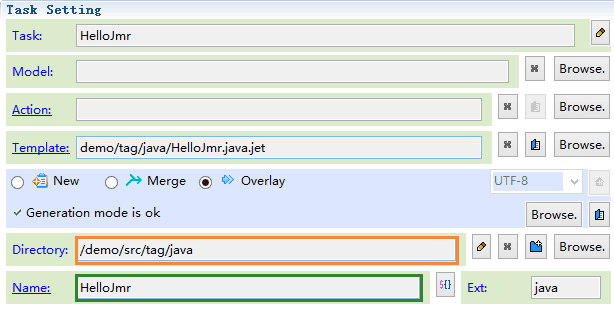 Task Setting
Task: HelloJmr
Model: Browse.
Action: Browse.
Template: demo/tag/java/HelloJmr.java.jet Browse.
New Merge Overlay UTF-8
Generation mode is ok Browse.
Directory: /demo/src/tag/java Browse.
Name: HelloJmr ${} Ext: java